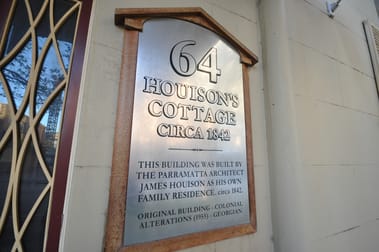 64
HOUISON'S
COTTAGE
CIRCA 1842
THIS BUILDING WAS BUILT BY
THE PARRAMATTA ARCHITECT
JAMES HOUISON AS HIS OWN
FAMILY RESIDENCE. circa 1842.
ORIGINAL BUILDING - COLONIAL
ALTERATIONS (1955) - GEORGIAN